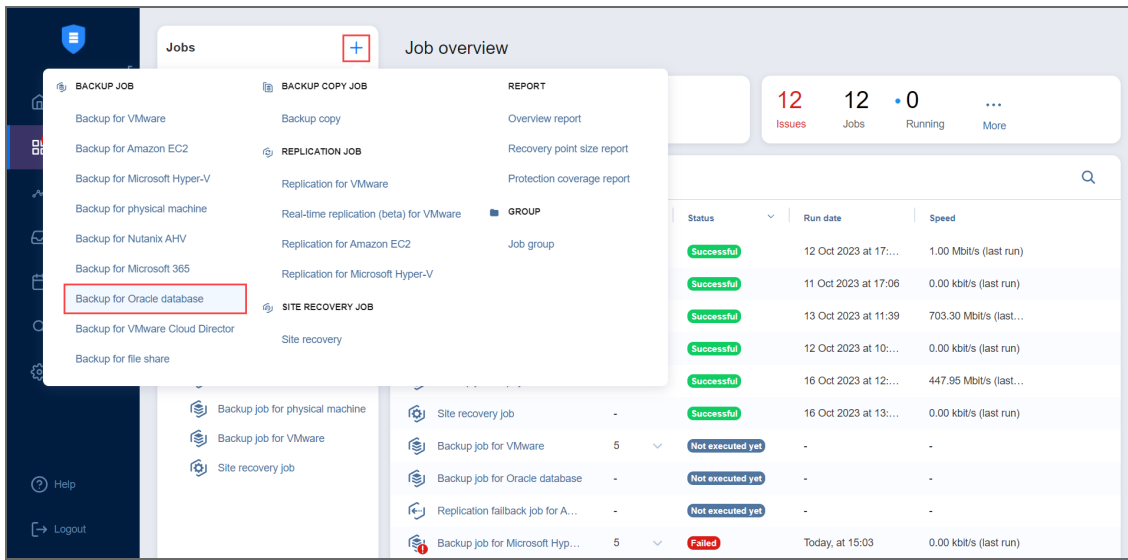 Jobs
Job overview
BACKUP JOB
Backup for VMware
Backup for Amazon EC2
Backup for Microsoft Hyper-V
Backup for physical machine
Backup for Nutanix AHV
Backup for Microsoft 365
Backup for Oracle database
Backup for VMware Cloud Director
Backup for file share
BACKUP COPY JOB
Backup copy
REPLICATION JOB
Replication for VMware
Real-time replication (beta) for VMware
Replication for Amazon EC2
Replication for Microsoft Hyper-V
SITE RECOVERY JOB
Site recovery
REPORT
Overview report
Recovery point size report
Protection coverage report
GROUP
Job group
12 12 0 ...
Issues Jobs Running More
Status Run date Speed
Successful 12 Oct 2023 at 17:... 1.00 Mbit/s (last run)
Successful 11 Oct 2023 at 17:06 0.00 kbit/s (last run)
Successful 13 Oct 2023 at 11:39 703.30 Mbit/s (last...
Successful 12 Oct 2023 at 10:... 0.00 kbit/s (last run)
Successful 16 Oct 2023 at 12:... 447.95 Mbit/s (last...
Site recovery job - Successful 16 Oct 2023 at 13:... 0.00 kbit/s (last run)
Backup job for VMware 5 Not executed yet - -
Backup job for Oracle database - Not executed yet - -
Replication failback job for A... - Not executed yet - -
Backup job for Microsoft Hyp... 5 Failed Today, at 15:03 0.00 kbit/s (last run)
Backup job for physical machine
Backup job for VMware
Site recovery job
Help
Logout